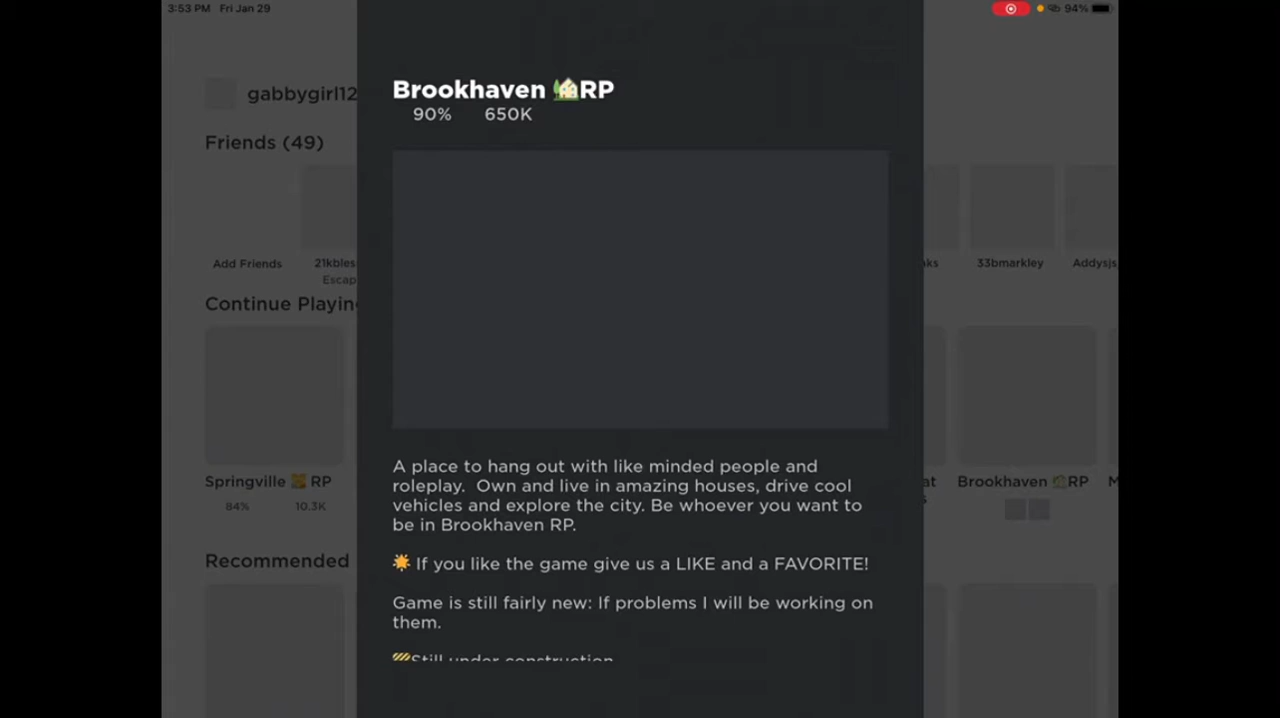 3:53 PM Fri Jan 29
94%
gabbygirl12
Friends (49)
Add Friends
21kbles
Escap
33bmarkley
Addysjs
Continue Playin
Springville 🐱 RP
84% 10.3K
Brookhaven 🏡RP
Recommended
Brookhaven 🏡RP
90% 650K
A place to hang out with like minded people and
roleplay. Own and live in amazing houses, drive cool
vehicles and explore the city. Be whoever you want to
be in Brookhaven RP.
🌟 If you like the game give us a LIKE and a FAVORITE!
Game is still fairly new: If problems I will be working on
them.
🚧Still under construction